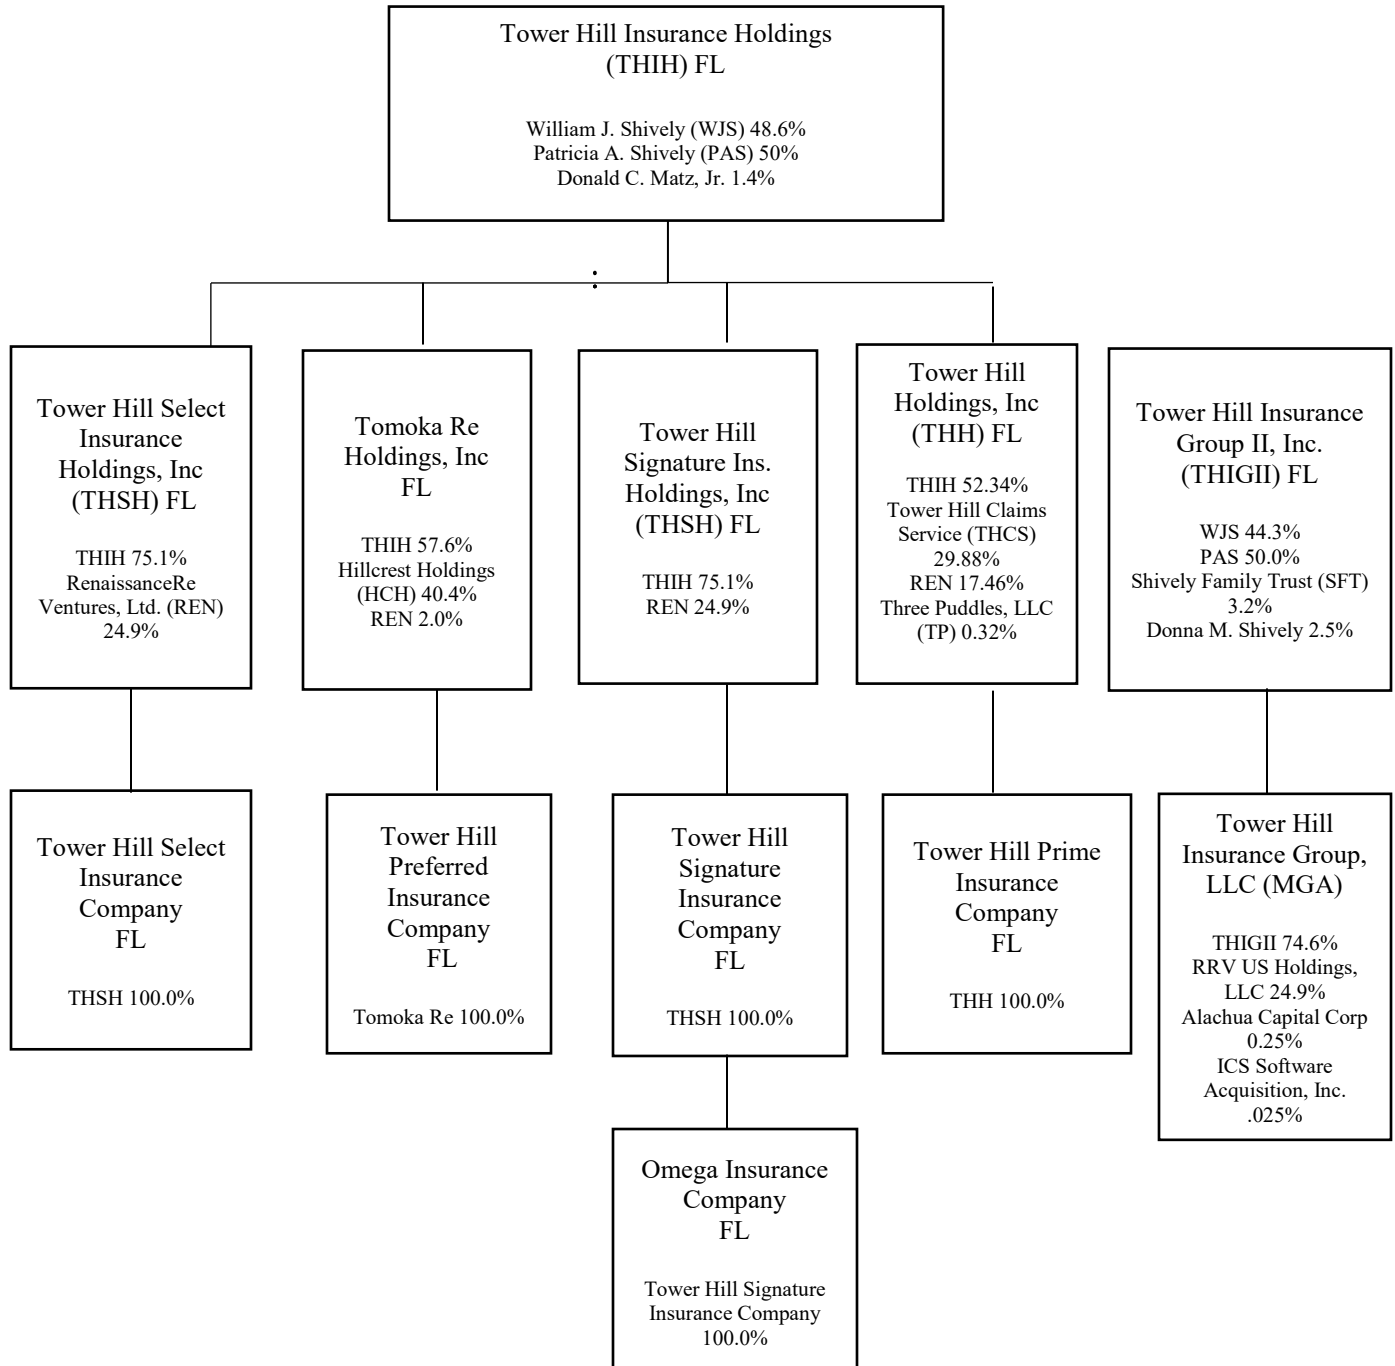 Tower Hill Insurance Holdings
(THIH) FL
William J. Shively (WJS) 48.6%
Patricia A. Shively (PAS) 50%
Donald C. Matz, Jr. 1.4%
:
Tower Hill Select
Insurance
Holdings, Inc
(THSH) FL
THIH 75.1%
RenaissanceRe
Ventures, Ltd. (REN)
24.9%
Tomoka Re
Holdings, Inc
FL
THIH 57.6%
Hillcrest Holdings
(HCH) 40.4%
REN 2.0%
Tower Hill
Signature Ins.
Holdings, Inc
(THSH) FL
THIH 75.1%
REN 24.9%
Tower Hill
Holdings, Inc
(THH) FL
THIH 52.34%
Tower Hill Claims
Service (THCS)
29.88%
REN 17.46%
Three Puddles, LLC
(TP) 0.32%
Tower Hill Insurance
Group II, Inc.
(THIGII) FL
WJS 44.3%
PAS 50.0%
Shively Family Trust (SFT)
3.2%
Donna M. Shively 2.5%
Tower Hill Select
Insurance
Company
FL
THSH 100.0%
Tower Hill
Preferred
Insurance
Company
FL
Tomoka Re 100.0%
Tower Hill
Signature
Insurance
Company
FL
THSH 100.0%
Tower Hill Prime
Insurance
Company
FL
THH 100.0%
Tower Hill
Insurance Group,
LLC (MGA)
THIGII 74.6%
RRV US Holdings,
LLC 24.9%
Alachua Capital Corp
0.25%
ICS Software
Acquisition, Inc.
.025%
Omega Insurance
Company
FL
Tower Hill Signature
Insurance Company
100.0%